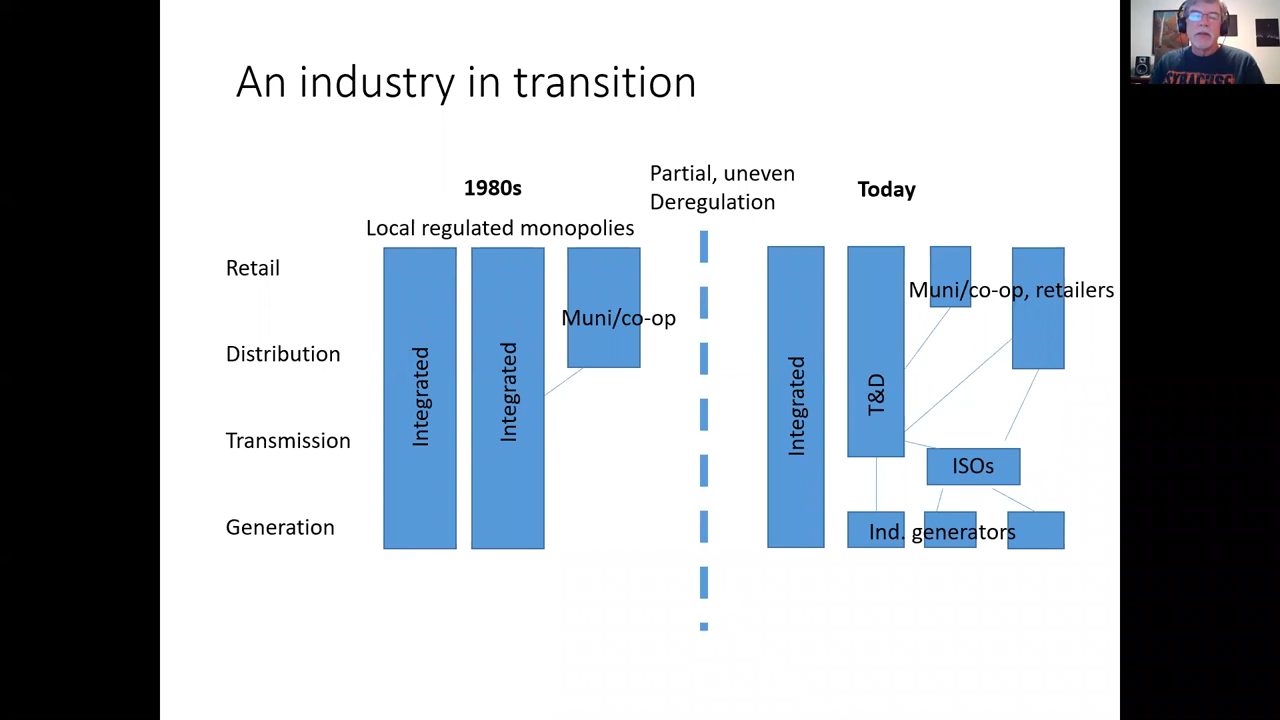 An industry in transition
1980s
Partial, uneven
Deregulation
Today
Local regulated monopolies
Retail
Distribution
Transmission
Generation
Integrated
Integrated
Muni/co-op
Integrated
T&D
Muni/co-op, retailers
ISOs
Ind. generators
SYRACUSE